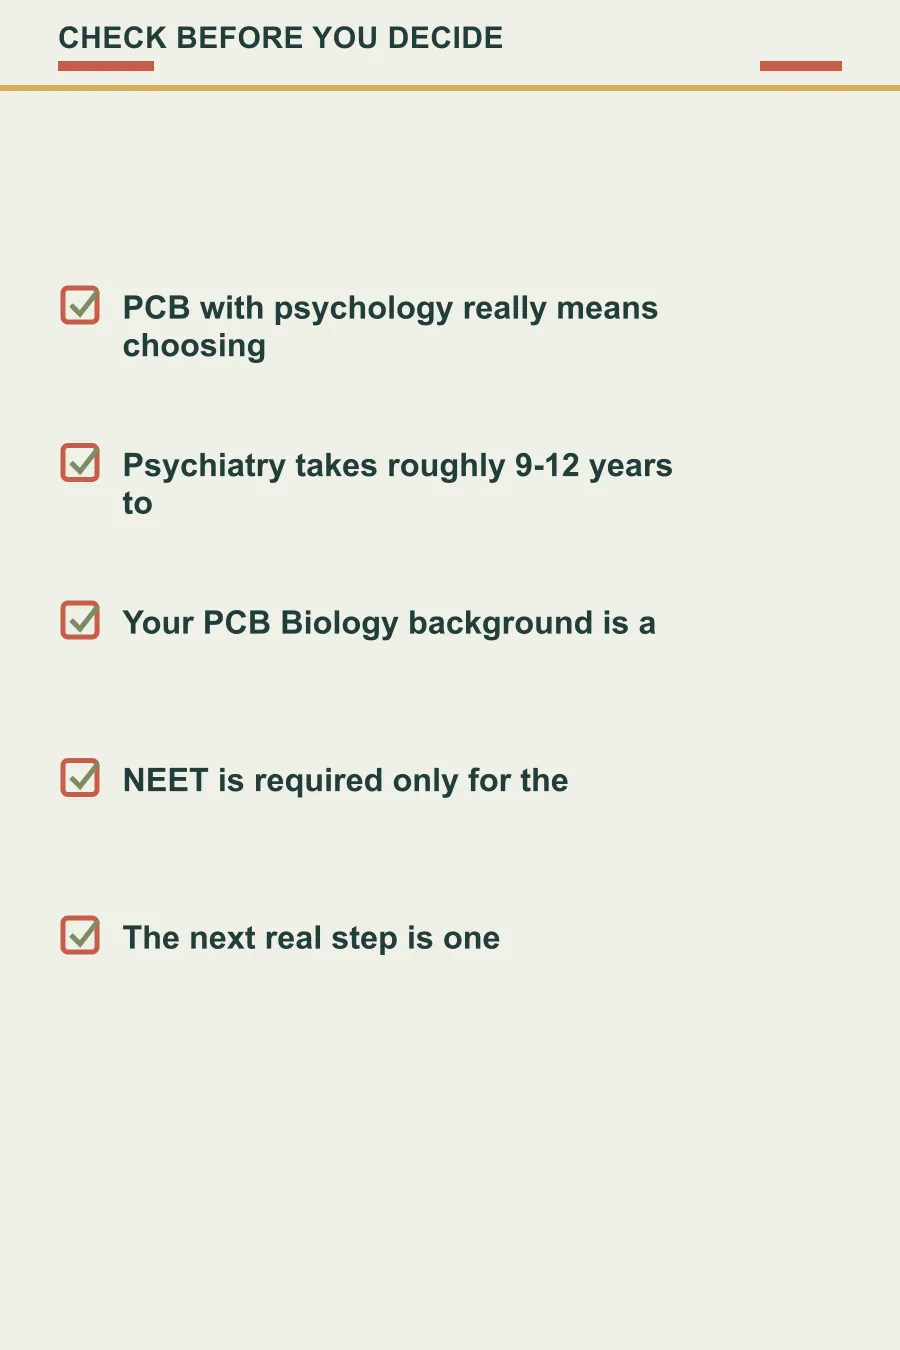 CHECK BEFORE YOU DECIDE
PCB with psychology really means
choosing
Psychiatry takes roughly 9-12 years
to
Your PCB Biology background is a
NEET is required only for the
The next real step is one